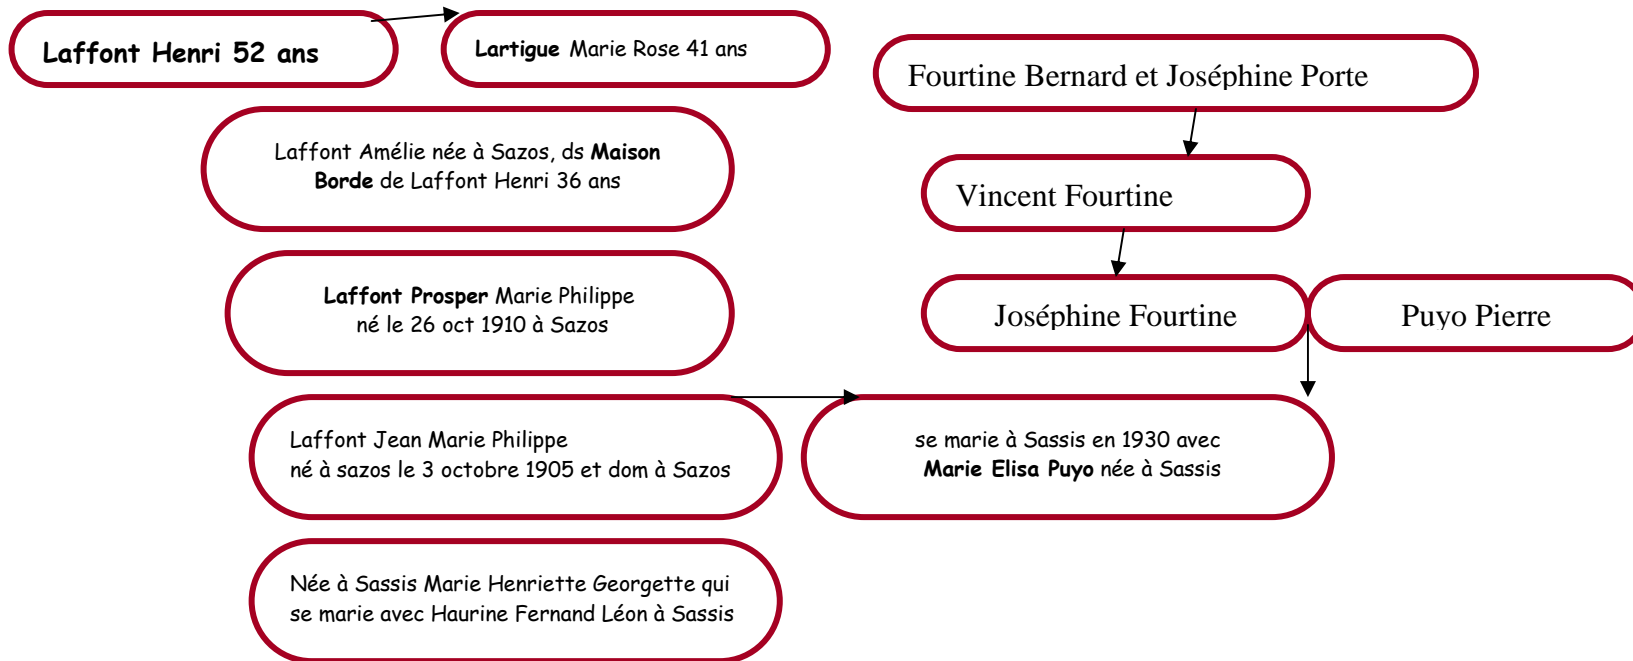 Laffont Henri 52 ans
Lartigue Marie Rose 41 ans
Fourtine Bernard et Joséphine Porte
Laffont Amélie née à Sazos, ds Maison
Borde de Laffont Henri 36 ans
Vincent Fourtine
Laffont Prosper Marie Philippe
né le 26 oct 1910 à Sazos
Joséphine Fourtine
Puyo Pierre
Laffont Jean Marie Philippe
né à sazos le 3 octobre 1905 et dom à Sazos
se marie à Sassis en 1930 avec
Marie Elisa Puyo née à Sassis
Née à Sassis Marie Henriette Georgette qui
se marie avec Haurine Fernand Léon à Sassis